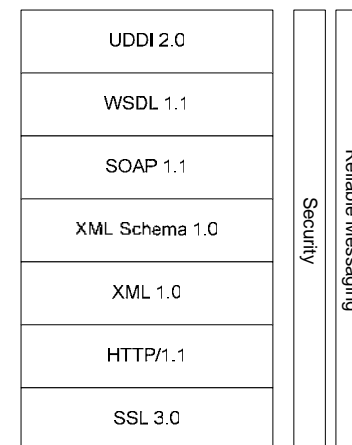 UDDI 2.0
WSDL 1.1
SOAP 1.1
XML Schema 1.0
XML 1.0
HTTP/1.1
SSL 3.0
Security
Reliable Messaging